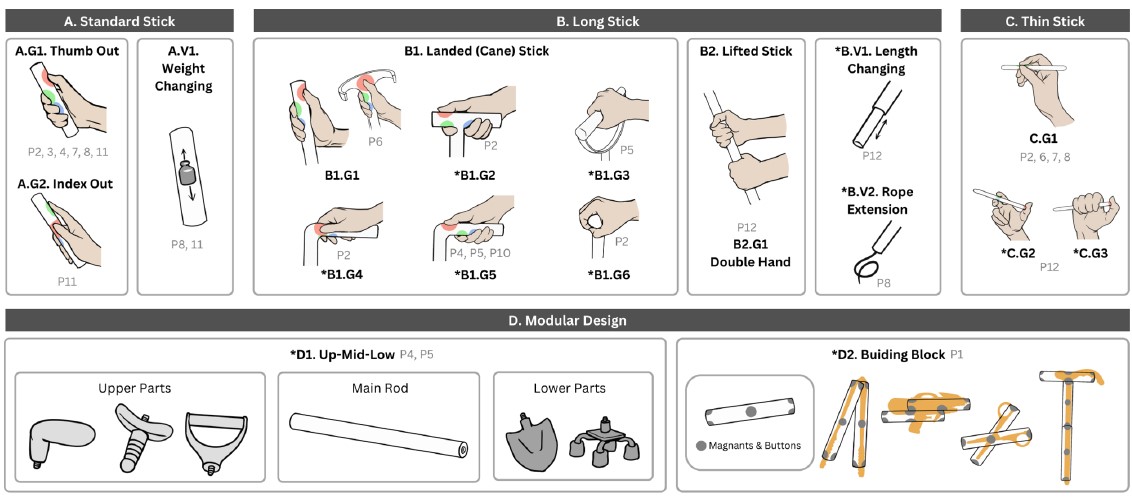 A. Standard Stick
A.G1. Thumb Out
P2, 3, 4, 7, 8, 11
A.G2. Index Out
P11
A.V1.
Weight
Changing
P8, 11
B. Long Stick
B1. Landed (Cane) Stick
P6
B1.G1
P2
*B1.G2
P5
*B1.G3
P2
*B1.G4
P4, P5, P10
*B1.G5
P2
*B1.G6
B2. Lifted Stick
P12
B2.G1
Double Hand
*B.V1. Length
Changing
P12
*B.V2. Rope
Extension
P8
C. Thin Stick
C.G1
P2, 6, 7, 8
*C.G2
P12
*C.G3
D. Modular Design
*D1. Up-Mid-Low P4, P5
Upper Parts
Main Rod
Lower Parts
*D2. Buiding Block P1
Magnants & Buttons